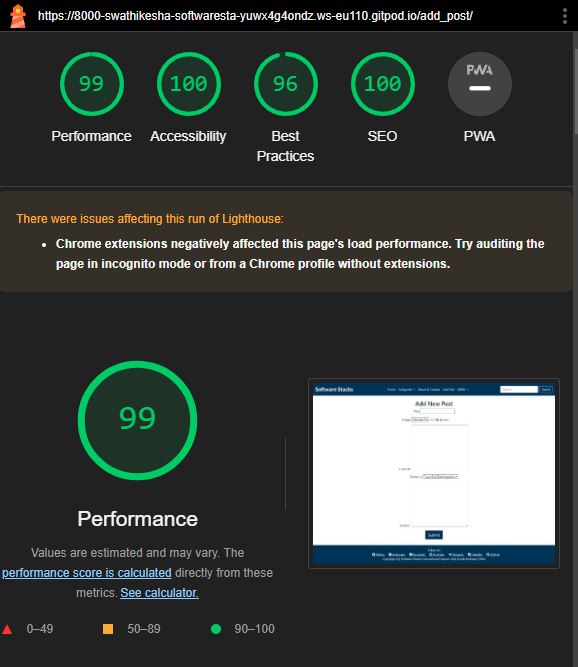 https://8000-swathikesha-softwaresta-yuwx4g4ondz.ws-eu110.gitpod.io/add_post/
99 100 96 100 PWA
Performance Accessibility Best Practices SEO PWA
There were issues affecting this run of Lighthouse:
• Chrome extensions negatively affected this page's load performance. Try auditing the
page in incognito mode or from a Chrome profile without extensions.
99
Performance
Values are estimated and may vary. The
performance score is calculated directly from these
metrics. See calculator.
0–49 50–89 90–100
Software Stacks
Add New Post
Submit